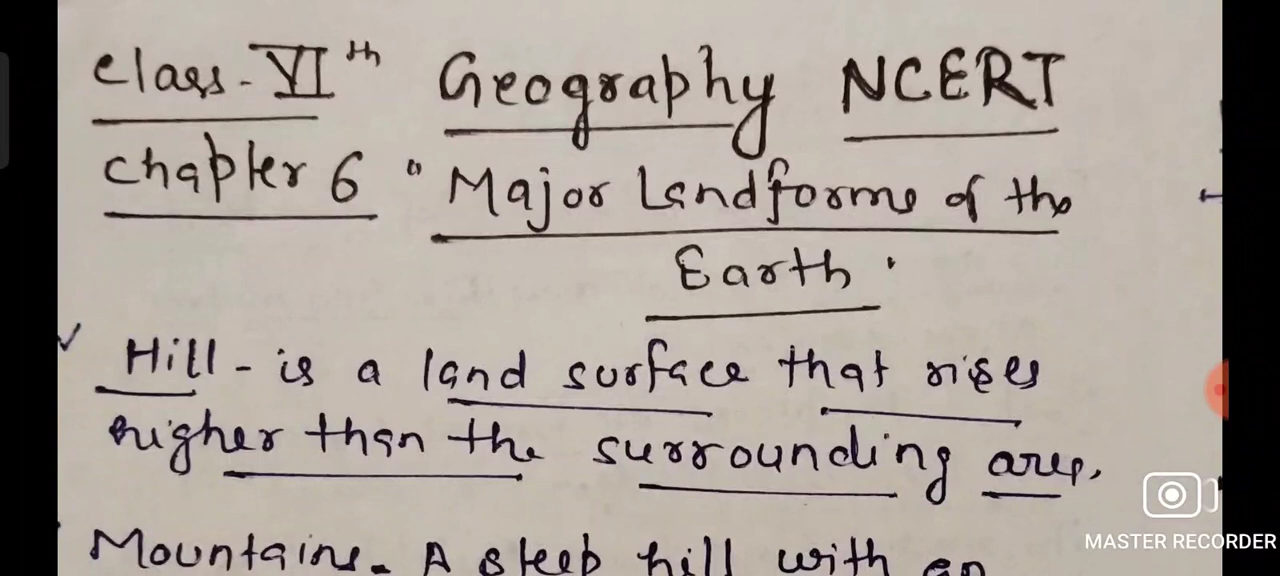 Class-VIth Geography NCERT
Chapter 6 "Major Landforms of the
Earth"
Hill - is a land surface that rises
higher than the surrounding area.
Mountains. A steep hill with an
MASTER RECORDER